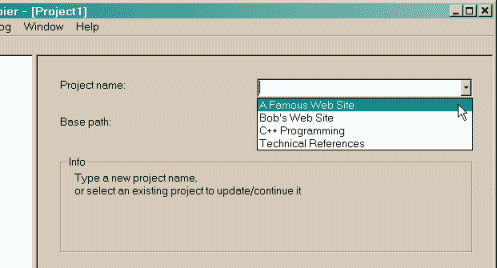 pier - [Project1]
og Window Help
Project name:
A Famous Web Site
Bob's Web Site
C++ Programming
Technical References
Base path:
Info
Type a new project name,
or select an existing project to update/continue it